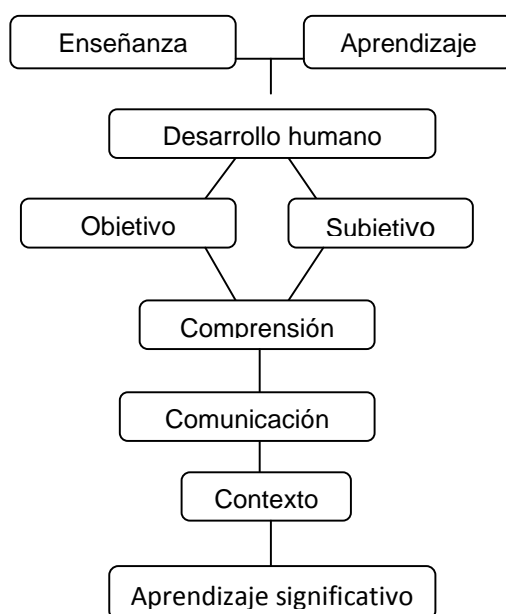 Enseñanza
Aprendizaje
Desarrollo humano
Objetivo
Subjetivo
Comprensión
Comunicación
Contexto
Aprendizaje significativo